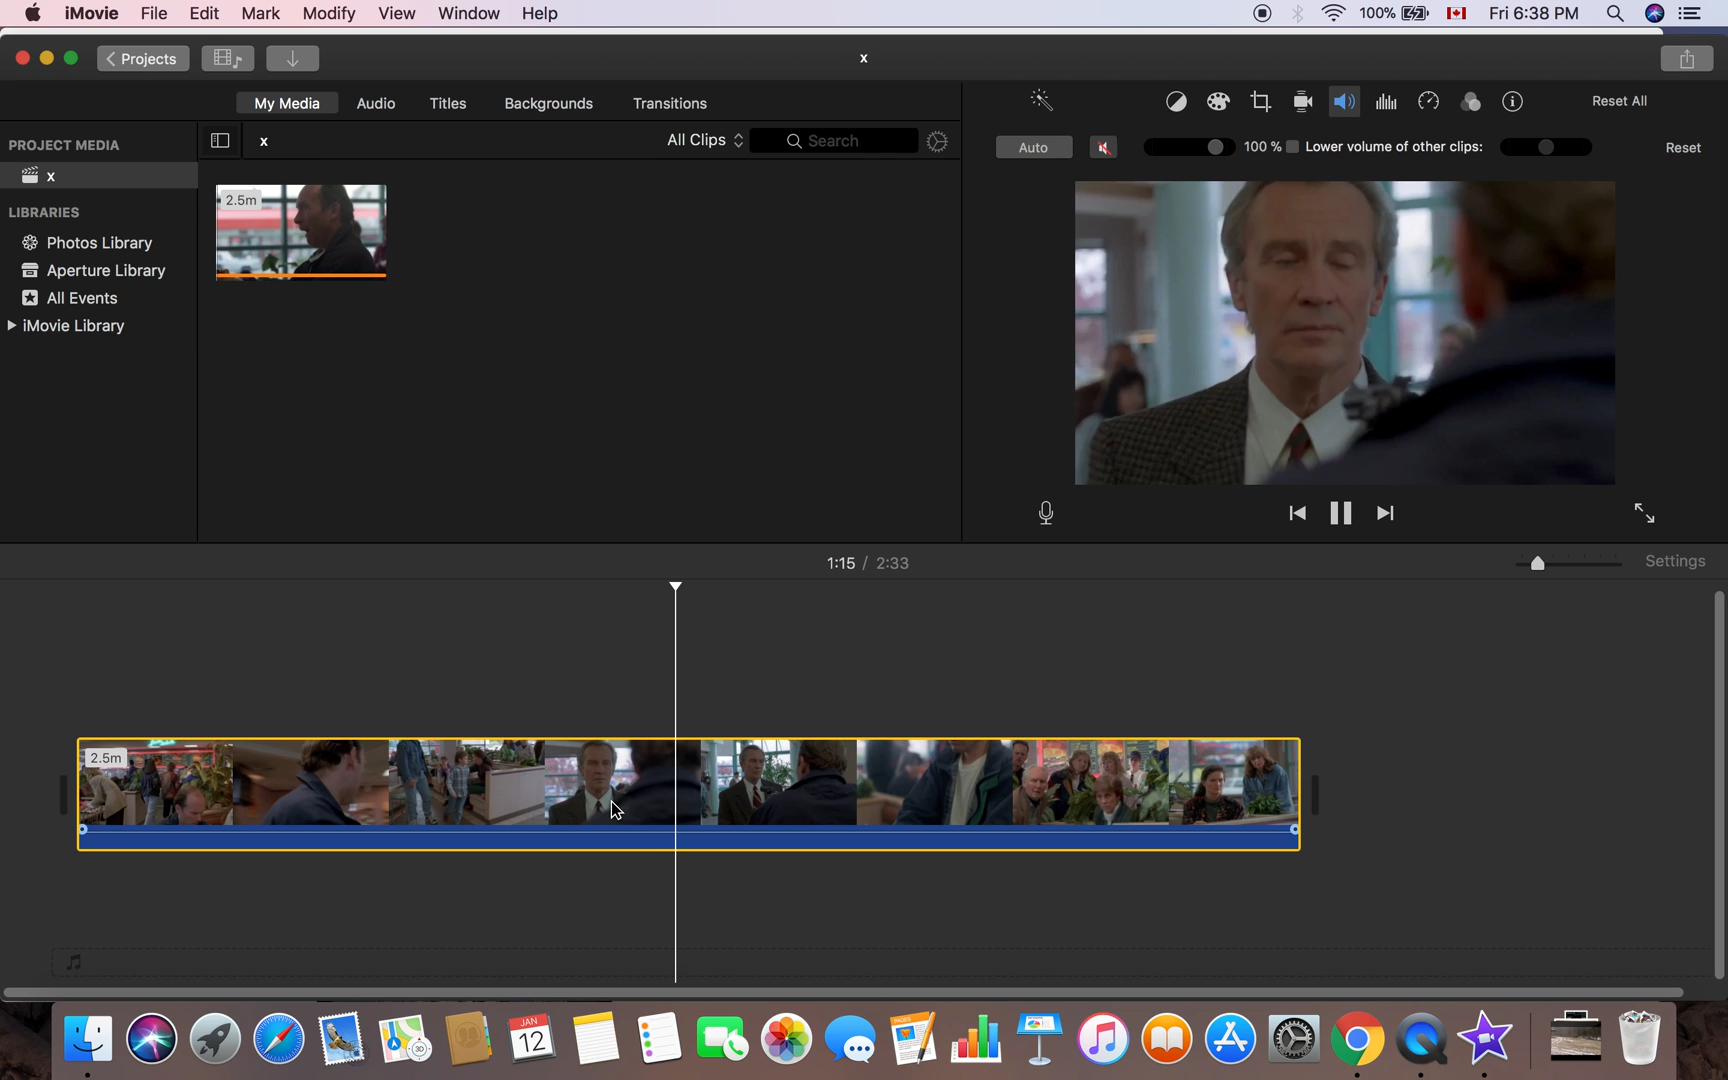 iMovie File Edit Mark Modify View Window Help 100% Fri 6:38 PM
Projects x
My Media Audio Titles Backgrounds Transitions Reset All
PROJECT MEDIA x All Clips Search Auto 100 % Lower volume of other clips: Reset
x
LIBRARIES 2.5m
Photos Library
Aperture Library
All Events
iMovie Library
1:15 / 2:33 Settings
2.5m
JAN
12
PAGES
3D